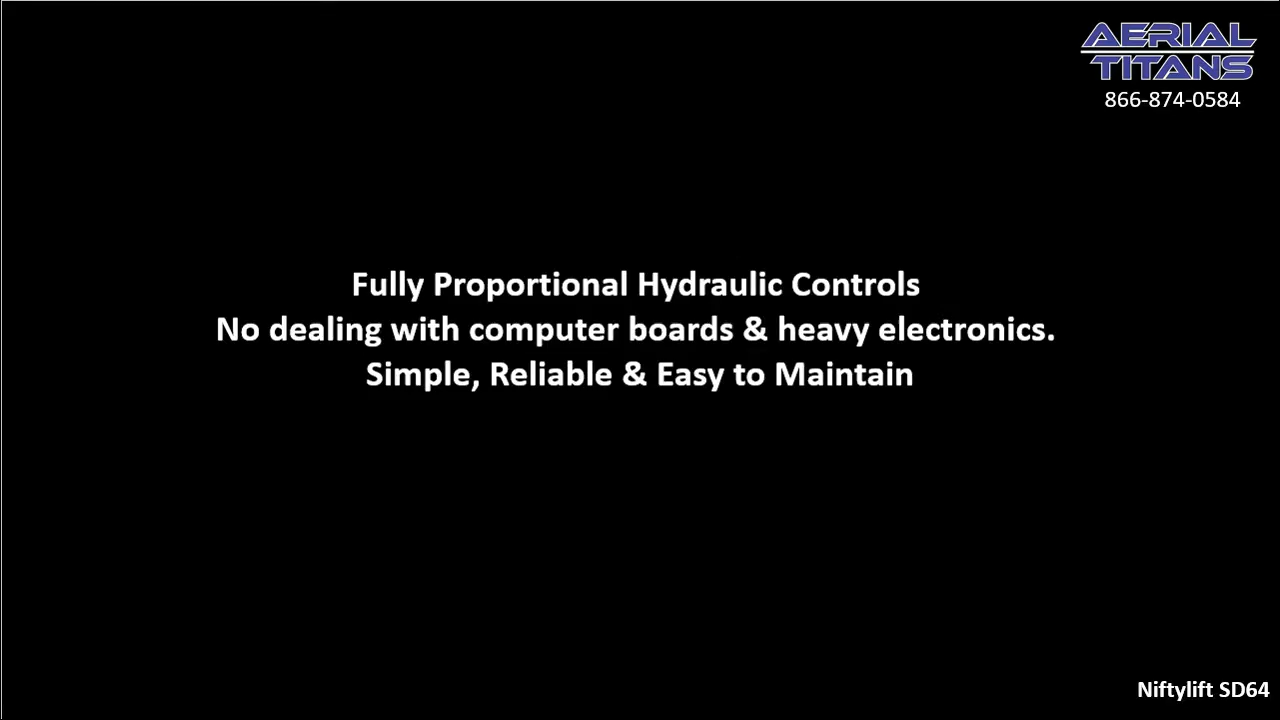 AERIAL
TITANS
866-874-0584
Fully Proportional Hydraulic Controls
No dealing with computer boards & heavy electronics.
Simple, Reliable & Easy to Maintain
Niftylift SD64